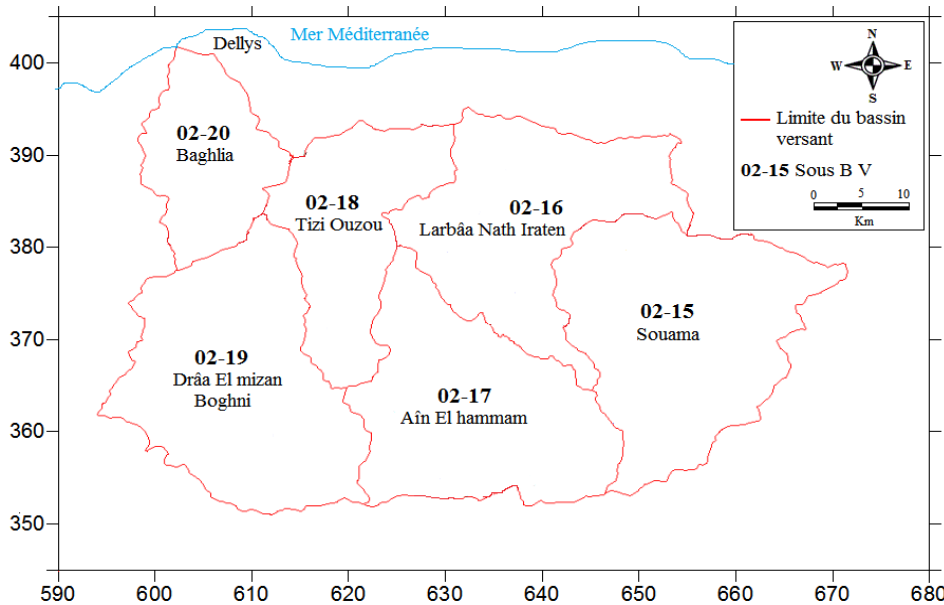 Mer Méditerranée
Dellys
N
W E
S
Limite du bassin
versant
02-15 Sous B V
0 5 10
Km
400
390
380
370
360
350
02-20
Baghlia
02-18
Tizi Ouzou
02-16
Larbâa Nath Iraten
02-15
Souama
02-19
Drâa El mizan
Boghni
02-17
Aîn El hammam
590 600 610 620 630 640 650 660 670 680